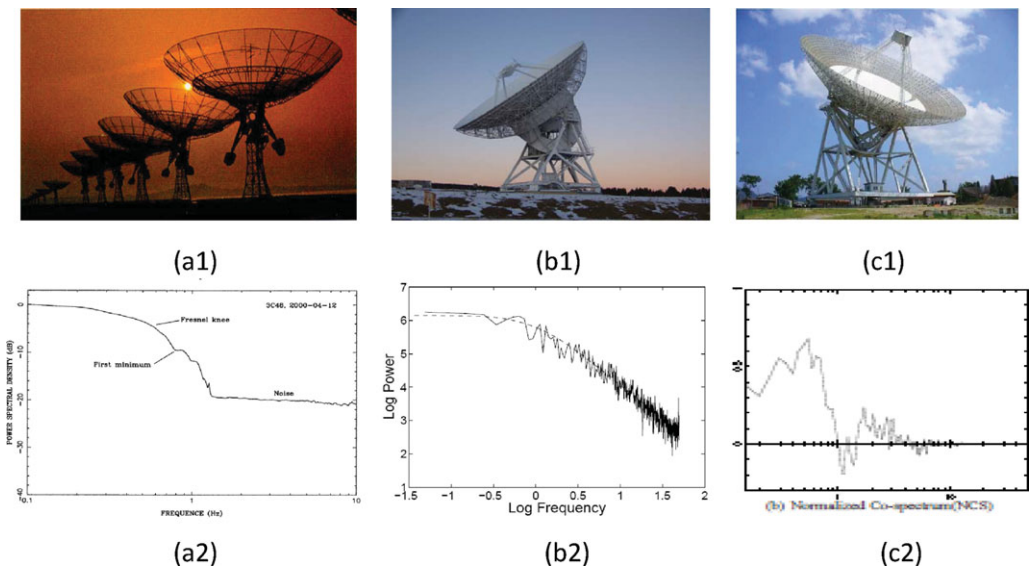 (a1)
(b1)
(c1)
3C48, 2000-04-12
Fresnel knee
First minimum
Noise
0
-10
-20
-30
-40
0.1
1
10
POWER SPECTRAL DENSITY (dB)
FREQUENCE (Hz)
7
6
5
4
3
2
1
-1.5
-1
-0.5
0
0.5
1
1.5
2
Log Power
Log Frequency
0
(b) Normalized Co-spectrum(NCS)
(a2)
(b2)
(c2)